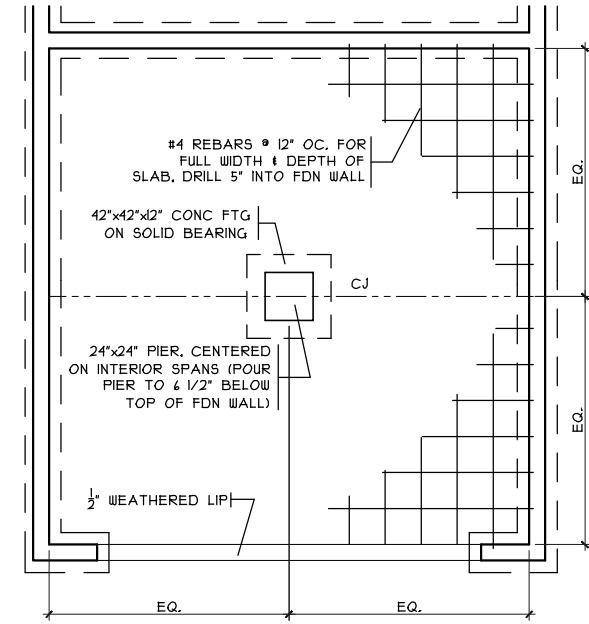 #4 REBARS @ 12" OC. FOR
FULL WIDTH & DEPTH OF
SLAB. DRILL 5" INTO FDN WALL
EQ.
42"x42"x12" CONC FTG
ON SOLID BEARING
CJ
24"x24" PIER. CENTERED
ON INTERIOR SPANS (POUR
PIER TO 6 1/2" BELOW
TOP OF FDN WALL)
EQ.
1/2" WEATHERED LIP
EQ.
EQ.